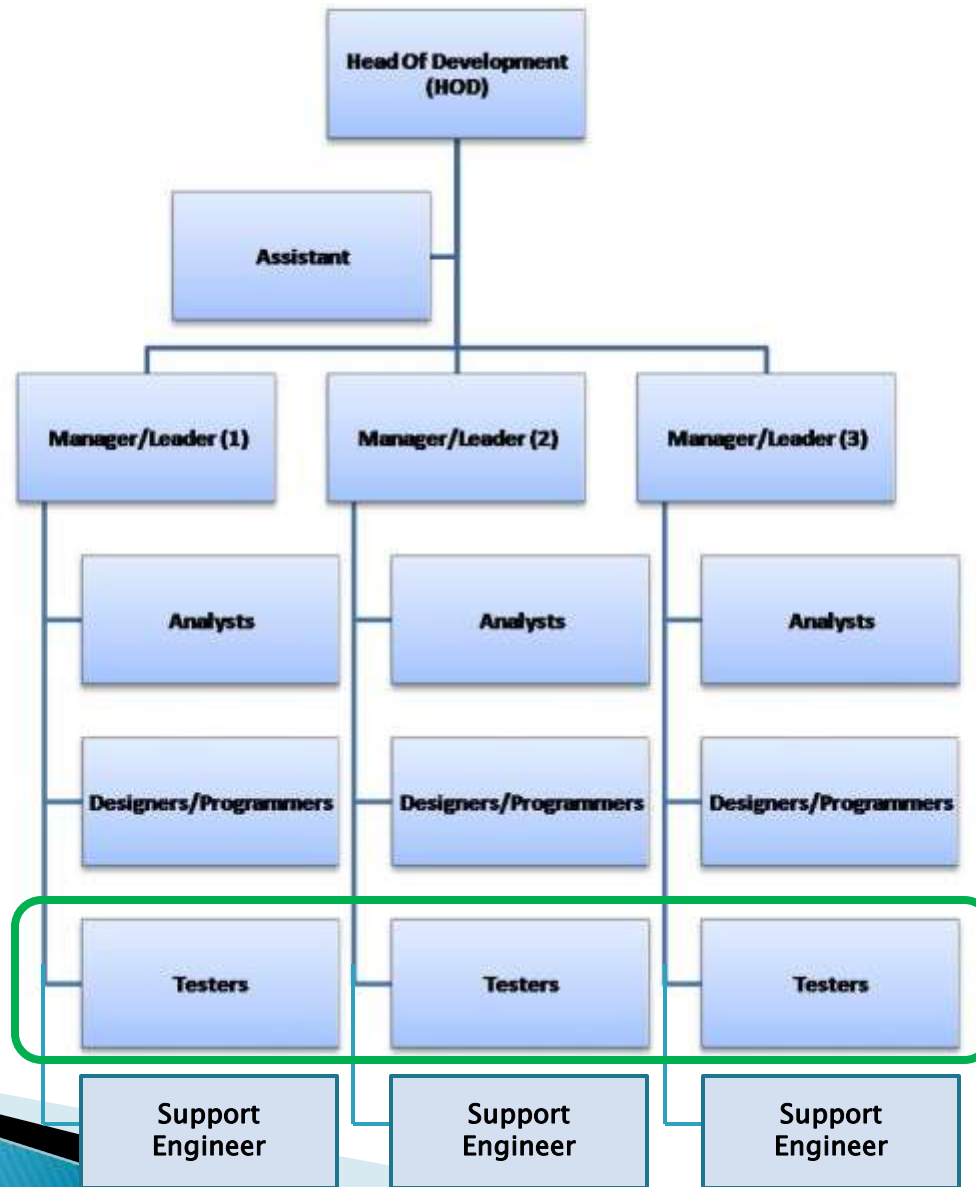 Head Of Development
(HOD)
Assistant
Manager/Leader (1)
Manager/Leader (2)
Manager/Leader (3)
Analysts
Analysts
Analysts
Designers/Programmers
Designers/Programmers
Designers/Programmers
Testers
Testers
Testers
Support
Engineer
Support
Engineer
Support
Engineer